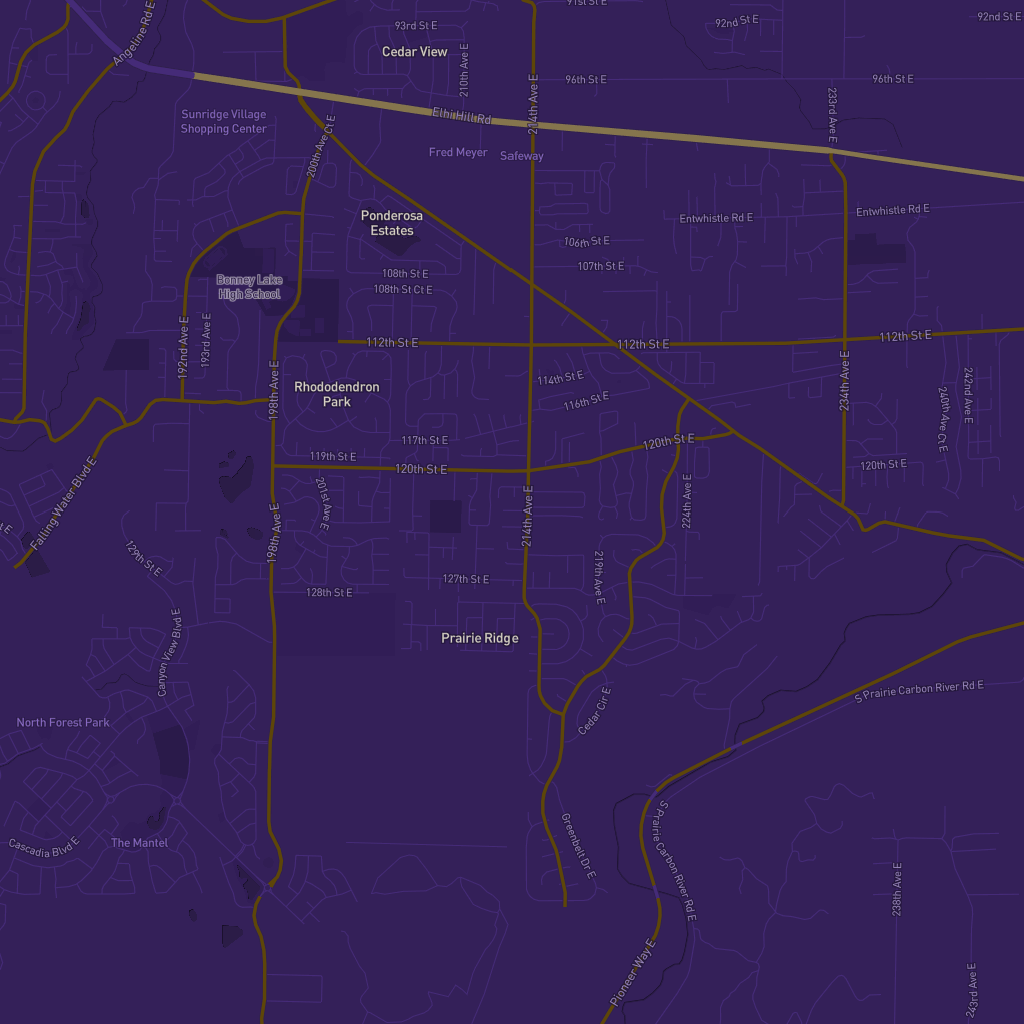 91st St E
93rd St E
92nd St E
92nd St E
Angeline Rd E
Cedar View
210th Ave E
96th St E
96th St E
214th Ave E
233rd Ave E
Sunridge Village
Shopping Center
Elhi Hill Rd
200th Ave Ct E
Fred Meyer
Safeway
Ponderosa
Estates
Entwhistle Rd E
Entwhistle Rd E
106th St E
107th St E
108th St E
108th St Ct E
Bonney Lake
High School
192nd Ave E
193rd Ave E
112th St E
112th St E
112th St E
Rhododendron
Park
198th Ave E
114th St E
116th St E
234th Ave E
240th Ave Ct E
242nd Ave E
117th St E
120th St E
119th St E
120th St E
120th St E
Falling Water Blvd E
201st Ave E
224th Ave E
214th Ave E
198th Ave E
129th St E
127th St E
219th Ave E
128th St E
Prairie Ridge
Canyon View Blvd E
S Prairie Carbon River Rd E
Cedar Cir E
North Forest Park
The Mantel
Cascadia Blvd E
Greenbelt Dr E
S Prairie Carbon River Rd E
238th Ave E
Pioneer Way E
243rd Ave E